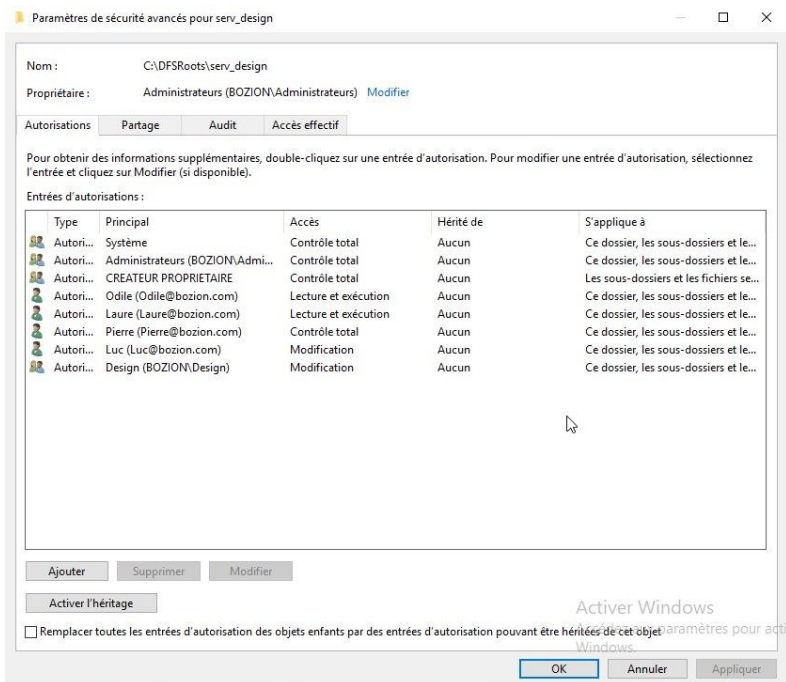 Paramètres de sécurité avancés pour serv_design
Nom : C:\DFSRoots\serv_design
Propriétaire : Administrateurs (BOZION\Administrateurs) Modifier
Autorisations Partage Audit Accès effectif
Pour obtenir des informations supplémentaires, double-cliquez sur une entrée d'autorisation. Pour modifier une entrée d'autorisation, sélectionnez
l'entrée et cliquez sur Modifier (si disponible).
Entrées d'autorisations :
Type Principal Accès Hérité de S'applique à
Autori... Système Contrôle total Aucun Ce dossier, les sous-dossiers et le...
Autori... Administrateurs (BOZION\Admi... Contrôle total Aucun Ce dossier, les sous-dossiers et le...
Autori... CREATEUR PROPRIETAIRE Contrôle total Aucun Les sous-dossiers et les fichiers se...
Autori... Odile (Odile@bozion.com) Lecture et exécution Aucun Ce dossier, les sous-dossiers et le...
Autori... Laure (Laure@bozion.com) Lecture et exécution Aucun Ce dossier, les sous-dossiers et le...
Autori... Pierre (Pierre@bozion.com) Contrôle total Aucun Ce dossier, les sous-dossiers et le...
Autori... Luc (Luc@bozion.com) Modification Aucun Ce dossier, les sous-dossiers et le...
Autori... Design (BOZION\Design) Modification Aucun Ce dossier, les sous-dossiers et le...
Ajouter Supprimer Modifier
Activer l'héritage
Activer Windows
Remplacer toutes les entrées d'autorisation des objets enfants par des entrées d'autorisation pouvant être héritées de cet objet
paramètres pour acti
Windows.
OK Annuler Appliquer